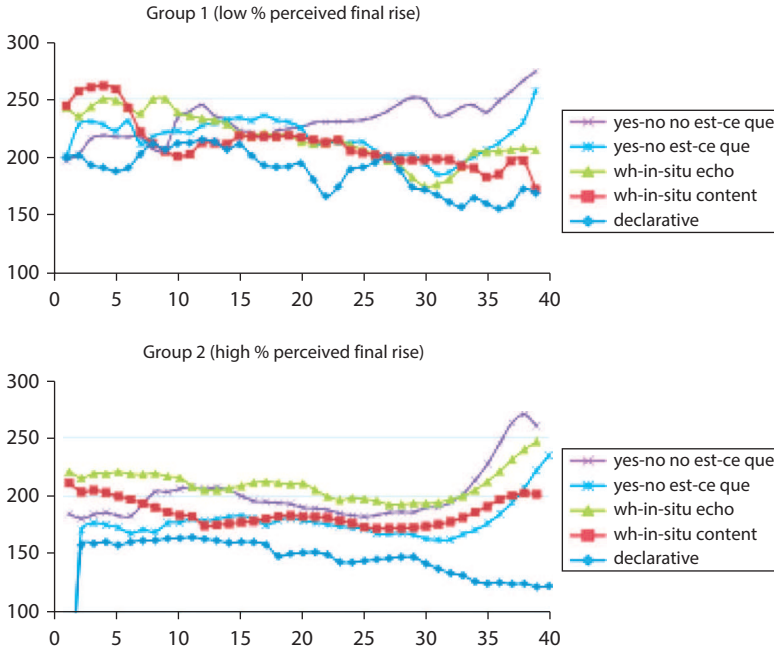 Group 1 (low % perceived final rise)
300
250
200
150
100
0 5 10 15 20 25 30 35 40
yes-no no est-ce que
yes-no est-ce que
wh-in-situ echo
wh-in-situ content
declarative
Group 2 (high % perceived final rise)
300
250
200
150
100
0 5 10 15 20 25 30 35 40
yes-no no est-ce que
yes-no est-ce que
wh-in-situ echo
wh-in-situ content
declarative